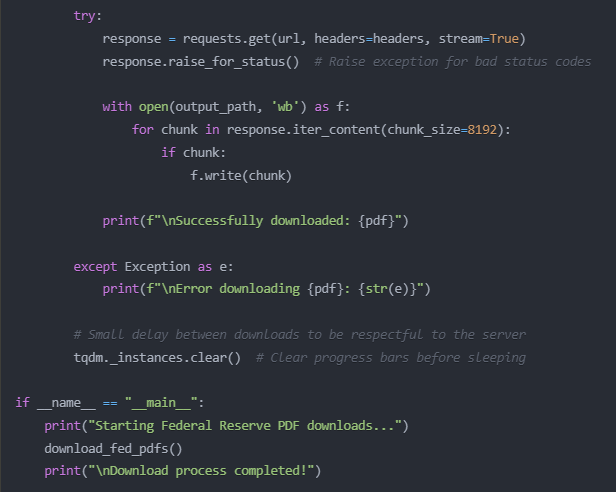 try:
response = requests.get(url, headers=headers, stream=True)
response.raise_for_status()  # Raise exception for bad status codes
with open(output_path, 'wb') as f:
for chunk in response.iter_content(chunk_size=8192):
if chunk:
f.write(chunk)
print(f"\nSuccessfully downloaded: {pdf}")
except Exception as e:
print(f"\nError downloading {pdf}: {str(e)}")
# Small delay between downloads to be respectful to the server
tqdm._instances.clear()  # Clear progress bars before sleeping
if __name__ == "__main__":
print("Starting Federal Reserve PDF downloads...")
download_fed_pdfs()
print("\nDownload process completed!")